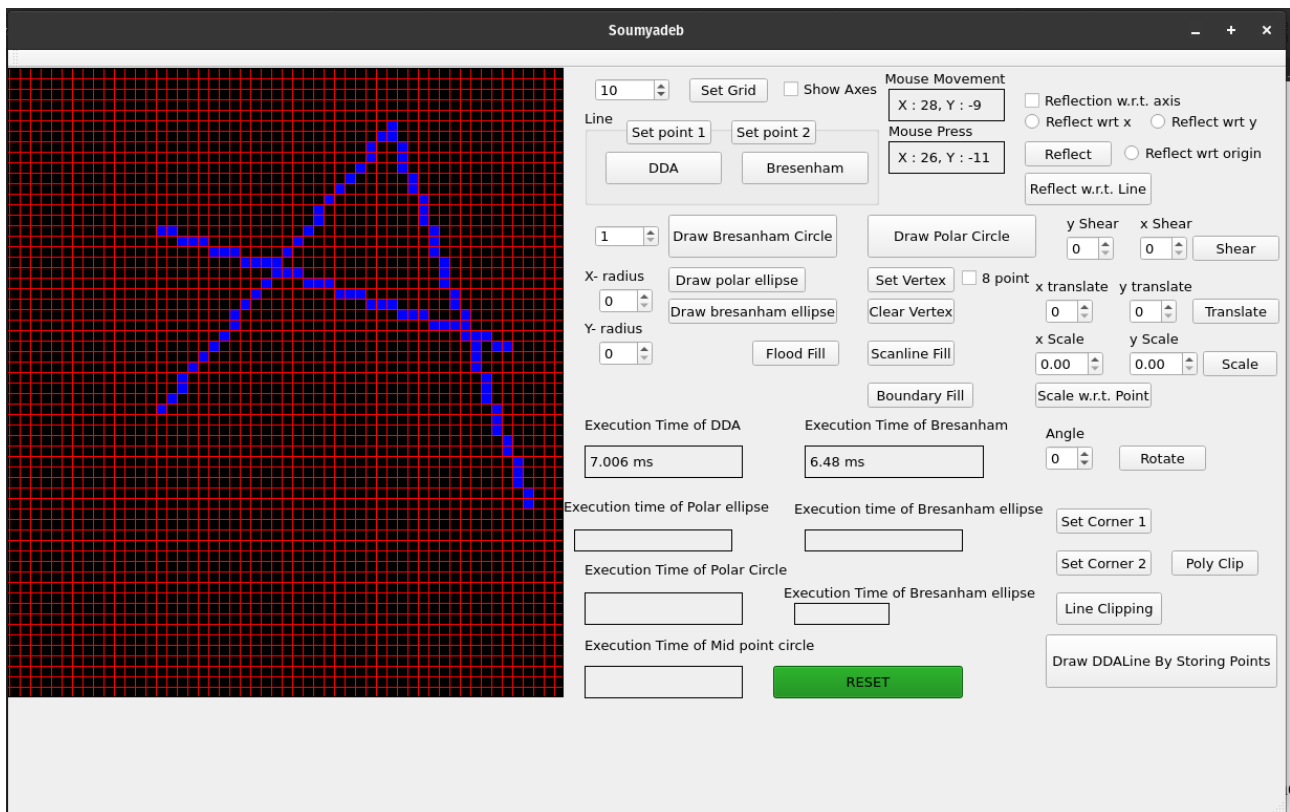 Soumyadeb
10
Set Grid
Show Axes
Mouse Movement
X : 28, Y : -9
Mouse Press
X : 26, Y : -11
Reflection w.r.t. axis
Reflect wrt x
Reflect wrt y
Reflect
Reflect wrt origin
Reflect w.r.t. Line
Line
Set point 1
Set point 2
DDA
Bresenham
1
Draw Bresanham Circle
Draw Polar Circle
y Shear
x Shear
0
0
Shear
X- radius
0
Draw polar ellipse
Set Vertex
8 point
x translate
y translate
0
0
Translate
Draw bresanham ellipse
Clear Vertex
Y- radius
0
Flood Fill
Scanline Fill
x Scale
y Scale
0.00
0.00
Scale
Boundary Fill
Scale w.r.t. Point
Execution Time of DDA
7.006 ms
Execution Time of Bresanham
6.48 ms
Angle
0
Rotate
Execution time of Polar ellipse
Execution time of Bresanham ellipse
Set Corner 1
Execution Time of Polar Circle
Execution Time of Bresanham ellipse
Set Corner 2
Poly Clip
Line Clipping
Execution Time of Mid point circle
RESET
Draw DDALine By Storing Points